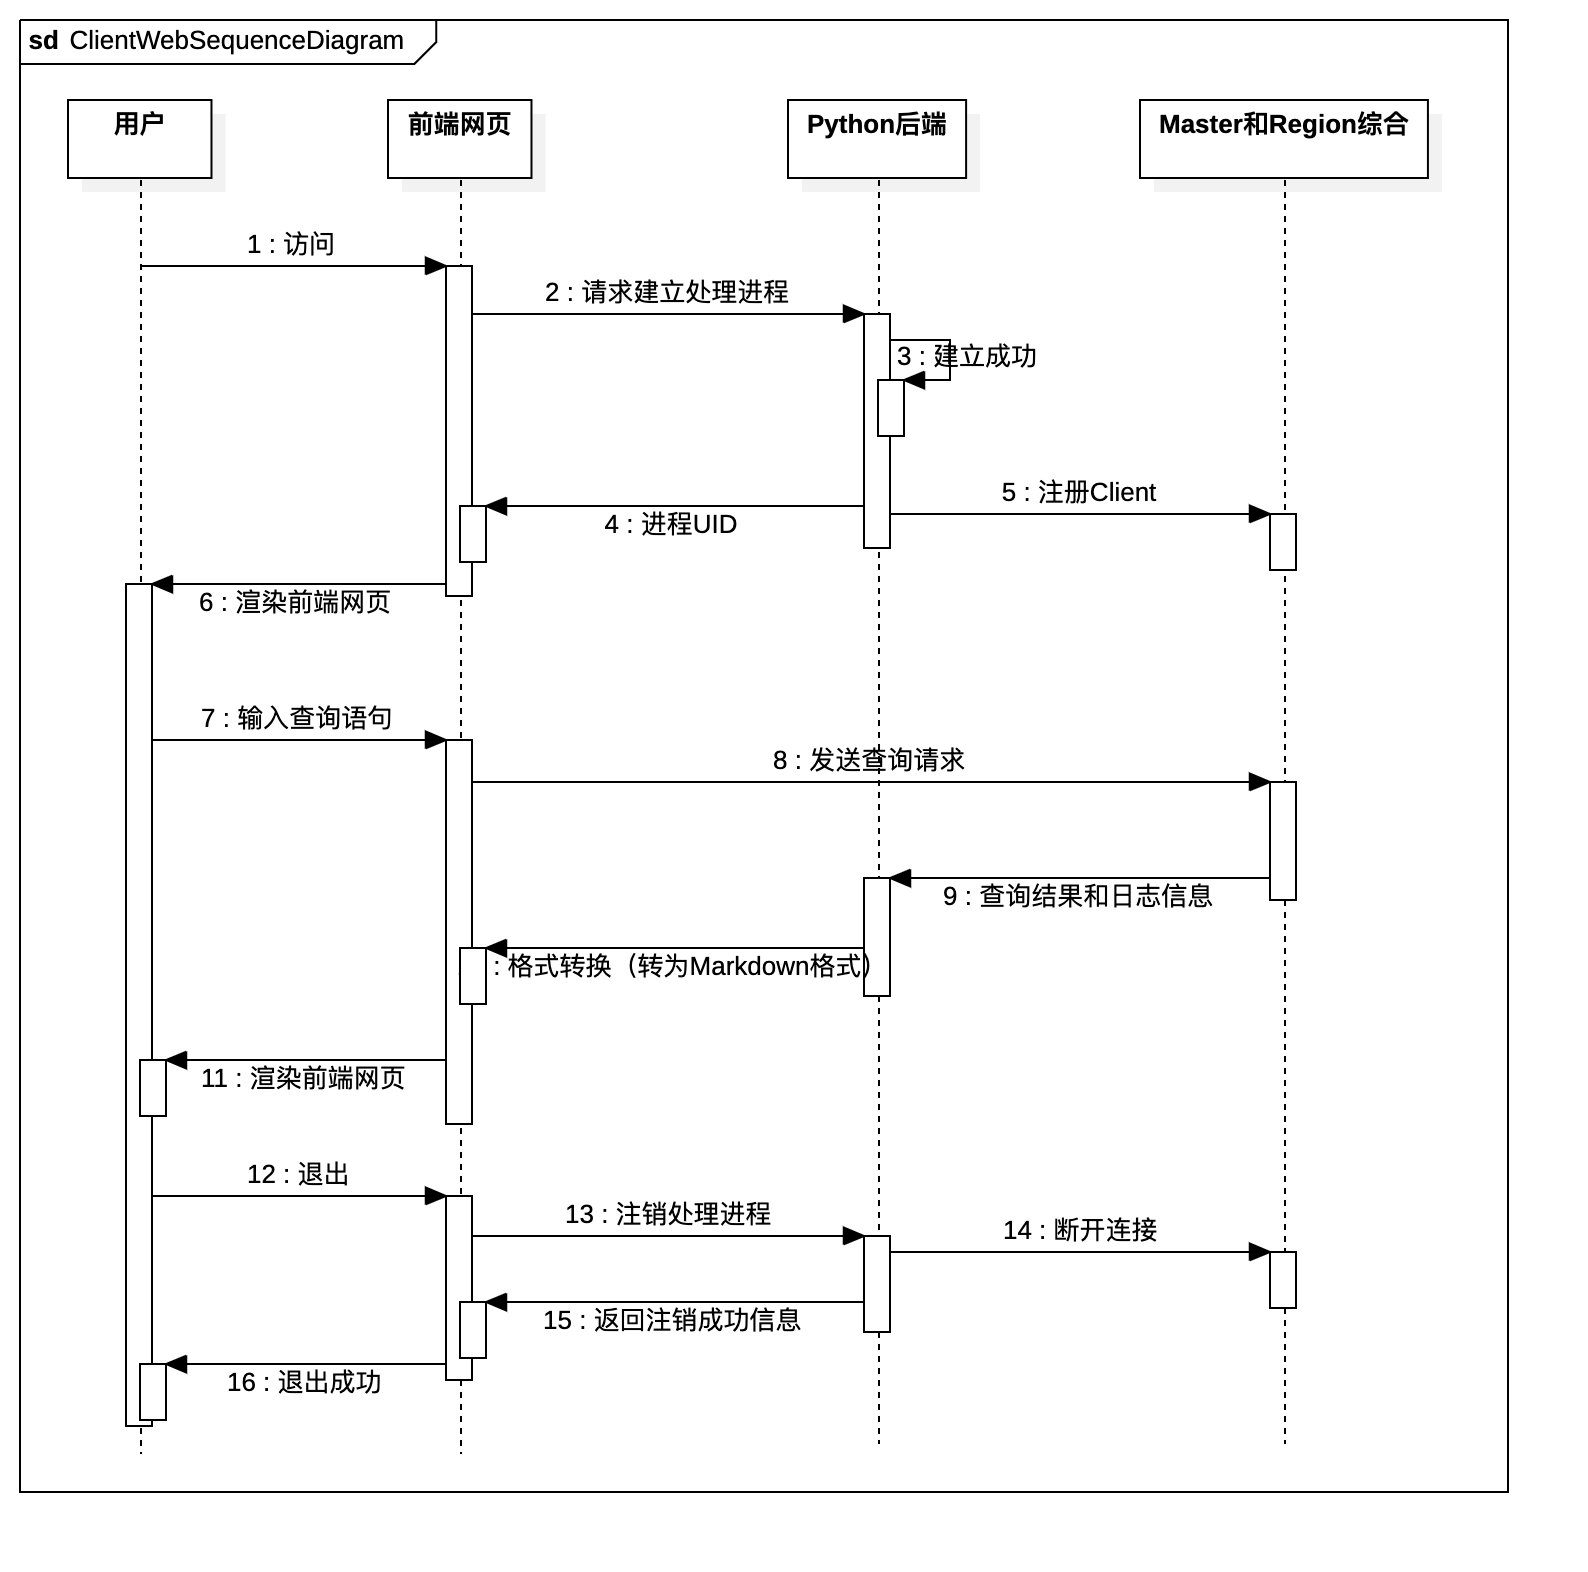 sd ClientWebSequenceDiagram
用户
前端网页
Python后端
Master和Region综合
1 : 访问
2 : 请求建立处理进程
3 : 建立成功
5 : 注册Client
4 : 进程UID
6 : 渲染前端网页
7 : 输入查询语句
8 : 发送查询请求
9 : 查询结果和日志信息
: 格式转换（转为Markdown格式）
11 : 渲染前端网页
12 : 退出
13 : 注销处理进程
14 : 断开连接
15 : 返回注销成功信息
16 : 退出成功